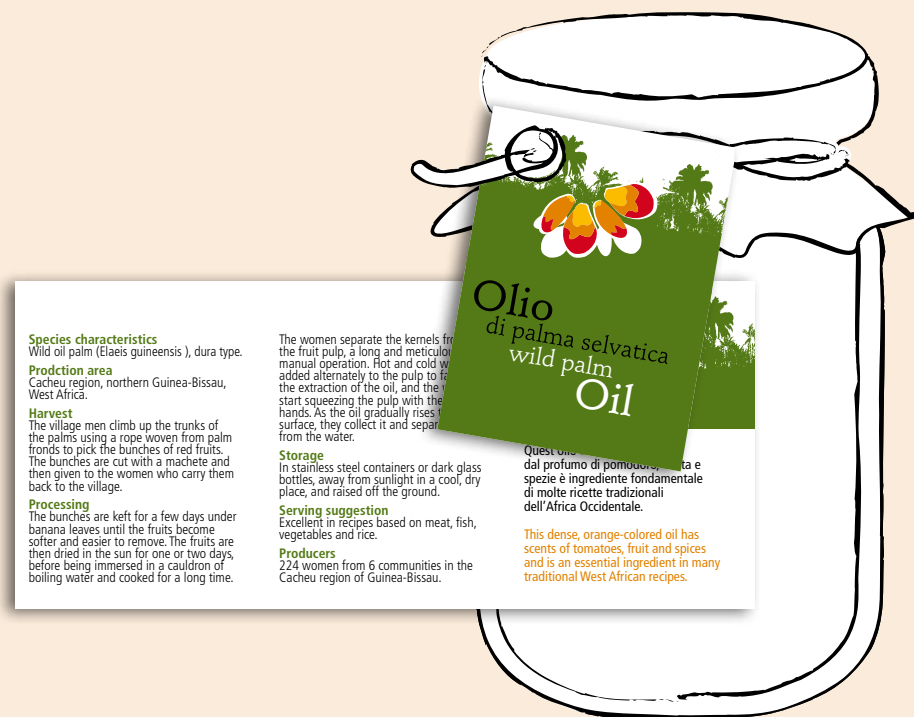 Olio
di palma selvatica
wild palm
Oil
Species characteristics
Wild oil palm (Elaeis guineensis ), dura type.
Prodction area
Cacheu region, northern Guinea-Bissau,
West Africa.
Harvest
The village men climb up the trunks of
the palms using a rope woven from palm
fronds to pick the bunches of red fruits.
The bunches are cut with a machete and
then given to the women who carry them
back to the village.
Processing
The bunches are keft for a few days under
banana leaves until the fruits become
softer and easier to remove. The fruits are
then dried in the sun for one or two days,
before being immersed in a cauldron of
boiling water and cooked for a long time.
The women separate the kernels
the fruit pulp, a long and
manual operation. Hot and cold
added alternately to the pulp to
the extraction of the oil, and the
start squeezing the pulp with
hands. As the oil gradually rises
surface, they collect it and
from the water.
Storage
In stainless steel containers or dark glass
bottles, away from sunlight in a cool, dry
place, and raised off the ground.
Serving suggestion
Excellent in recipes based on meat, fish,
vegetables and rice.
Producers
224 women from 6 communities in the
Cacheu region of Guinea-Bissau.
dal profumo di pomodoro, e
spezie è ingrediente fondamentale
di molte ricette tradizionali
dell'Africa Occidentale.
This dense, orange-colored oil has
scents of tomatoes, fruit and spices
and is an essential ingredient in many
traditional West African recipes.